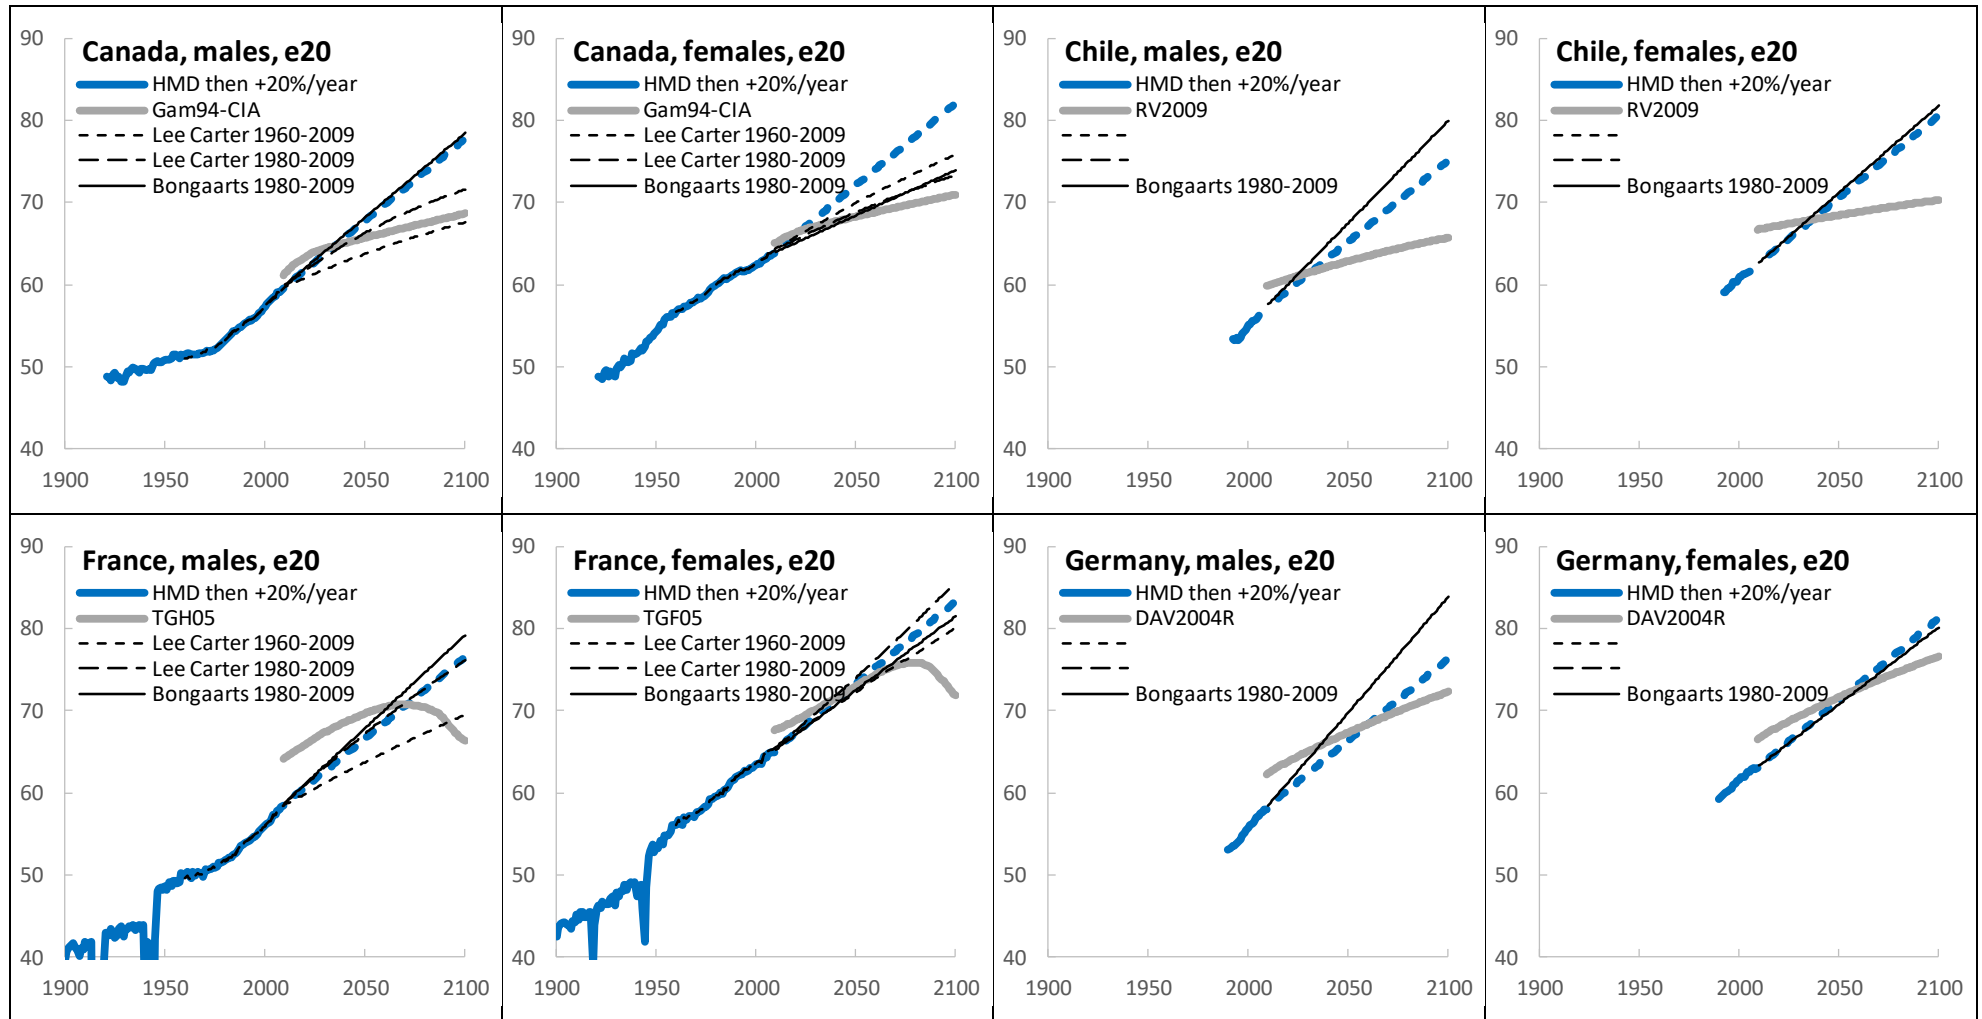 Canada, males, e20
HMD then +20%/year
Gam94-CIA
Lee Carter 1960-2009
Lee Carter 1980-2009
Bongaarts 1980-2009
90
80
70
60
50
40
1900
1950
2000
2050
2100
Canada, females, e20
HMD then +20%/year
Gam94-CIA
Lee Carter 1960-2009
Lee Carter 1980-2009
Bongaarts 1980-2009
90
80
70
60
50
40
1900
1950
2000
2050
2100
Chile, males, e20
HMD then +20%/year
RV2009
Bongaarts 1980-2009
90
80
70
60
50
40
1900
1950
2000
2050
2100
Chile, females, e20
HMD then +20%/year
RV2009
Bongaarts 1980-2009
90
80
70
60
50
40
1900
1950
2000
2050
2100
France, males, e20
HMD then +20%/year
TGH05
Lee Carter 1960-2009
Lee Carter 1980-2009
Bongaarts 1980-2009
90
80
70
60
50
40
1900
1950
2000
2050
2100
France, females, e20
HMD then +20%/year
TGF05
Lee Carter 1960-2009
Lee Carter 1980-2009
Bongaarts 1980-2009
90
80
70
60
50
40
1900
1950
2000
2050
2100
Germany, males, e20
HMD then +20%/year
DAV2004R
Bongaarts 1980-2009
90
80
70
60
50
40
1900
1950
2000
2050
2100
Germany, females, e20
HMD then +20%/year
DAV2004R
Bongaarts 1980-2009
90
80
70
60
50
40
1900
1950
2000
2050
2100